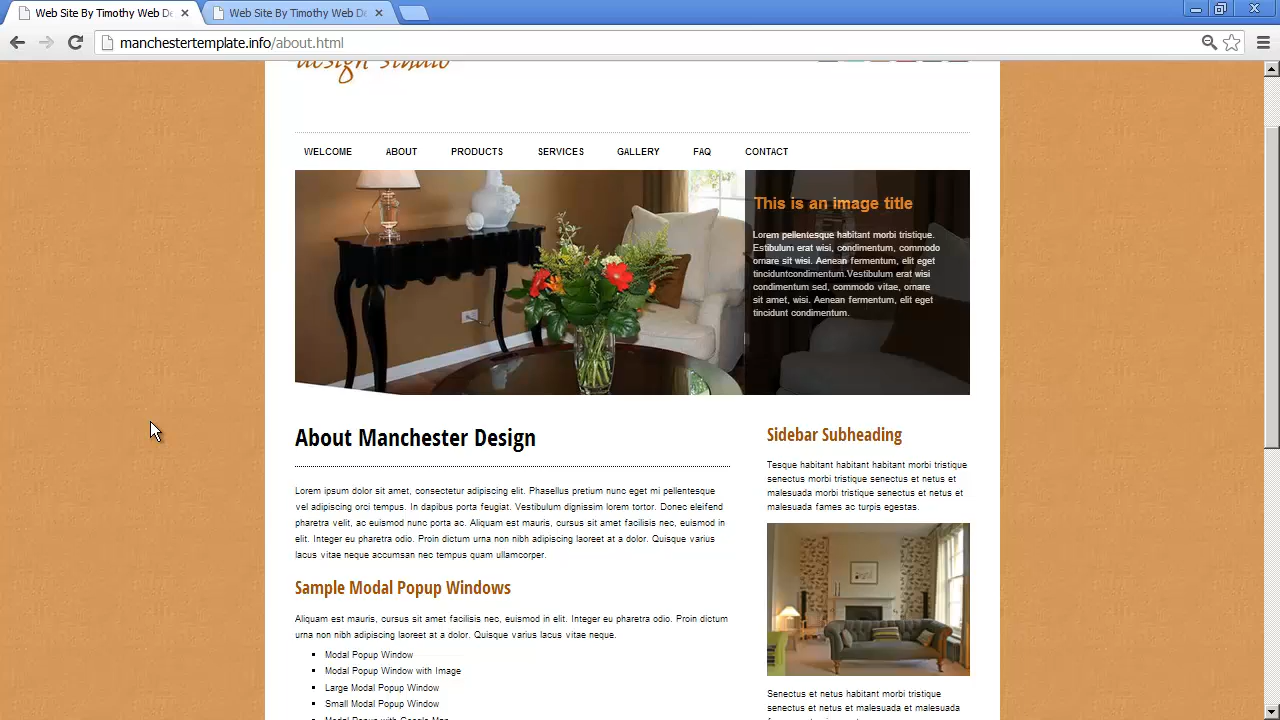 Web Site By Timothy Web De
Web Site By Timothy Web D
manchestertemplate.info/about.html
design studio
WELCOME ABOUT PRODUCTS SERVICES GALLERY FAQ CONTACT
This is an image title
Lorem pellentesque habitant morbi tristique.
Estibulum erat wisi, condimentum, commodo
ornare sit wisi. Aenean fermentum, elit eget
tinciduntcondimentum.Vestibulum erat wisi
condimentum sed, commodo vitae, ornare
sit amet, wisi. Aenean fermentum, elit eget
tincidunt condimentum.
About Manchester Design
Lorem ipsum dolor sit amet, consectetur adipiscing elit. Phasellus pretium nunc eget mi pellentesque
vel adipiscing orci tempus. In dapibus porta feugiat. Vestibulum dignissim lorem tortor. Donec eleifend
pharetra velit, ac euismod nunc porta ac. Aliquam est mauris, cursus sit amet facilisis nec, euismod in
elit. Integer eu pharetra odio. Proin dictum urna non nibh adipiscing laoreet at a dolor. Quisque varius
lacus vitae neque accumsan nec tempus quam ullamcorper.
Sample Modal Popup Windows
Aliquam est mauris, cursus sit amet facilisis nec, euismod in elit. Integer eu pharetra odio. Proin dictum
urna non nibh adipiscing laoreet at a dolor. Quisque varius lacus vitae neque.
Modal Popup Window
Modal Popup Window with Image
Large Modal Popup Window
Small Modal Popup Window
Modal Popup with Google Map
Sidebar Subheading
Tesque habitant habitant habitant morbi tristique
senectus morbi tristique senectus et netus et
malesuada morbi tristique senectus et netus et
malesuada fames ac turpis egestas.
Senectus et netus habitant morbi tristique
senectus et netus et malesuada et malesuada